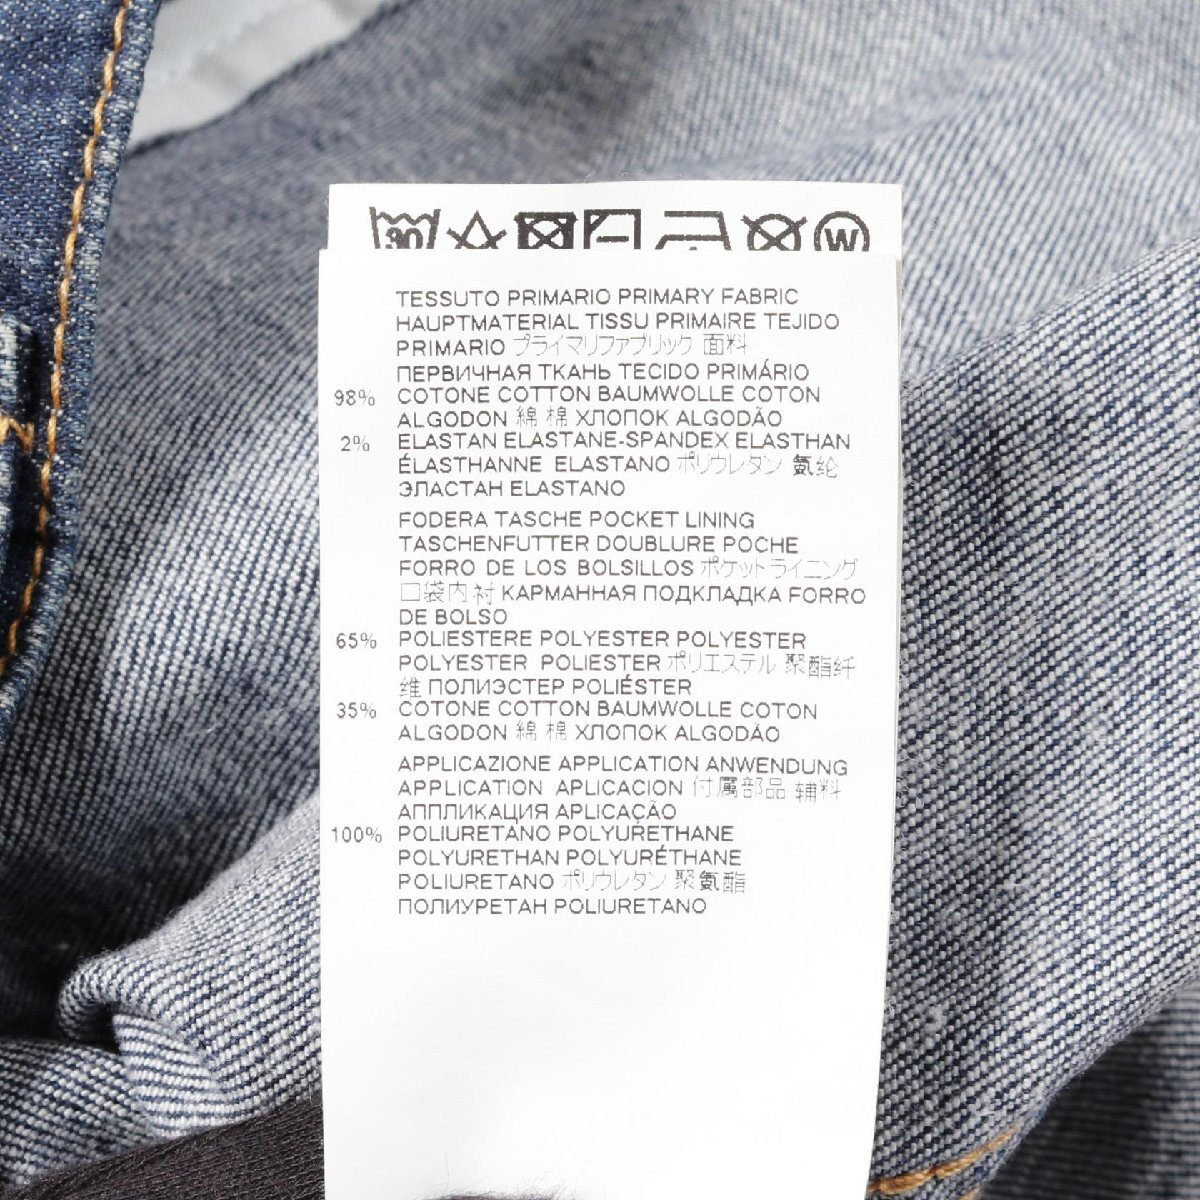 30 W
TESSUTO PRIMARIO PRIMARY FABRIC
HAUPTMATERIAL TISSU PRIMAIRE TEJIDO
PRIMARIO プライマリファブリック 面料
ПЕРВИЧНАЯ ТКАНЬ TECIDO PRIMÁRIO
98% COTONE COTTON BAUMWOLLE COTON
ALGODON 綿 棉 ХЛОПОК ALGODÃO
2% ELASTAN ELASTANE-SPANDEX ELASTHAN
ÉLASTHANNE ELASTANO ポリウレタン 氨纶
ЭЛАСТАН ELASTANO
FODERA TASCHE POCKET LINING
TASCHENFUTTER DOUBLURE POCHE
FORRO DE LOS BOLSILLOS ポケットライニング
口袋内衬 КАРМАННАЯ ПОДКЛАДКА FORRO
DE BOLSO
65% POLIESTERE POLYESTER POLYESTER
POLYESTER POLIESTER ポリエステル 聚酯纤
维 ПОЛИЭСТЕР POLIÉSTER
35% COTONE COTTON BAUMWOLLE COTON
ALGODON 綿 棉 ХЛОПОК ALGODÃO
APPLICAZIONE APPLICATION ANWENDUNG
APPLICATION APLICACION 付属部品 辅料
АППЛИКАЦИЯ APLICAÇÃO
100% POLIURETANO POLYURETHANE
POLYURETHAN POLYURÉTHANE
POLIURETANO ポリウレタン 聚氨酯
ПОЛИУРЕТАН POLIURETANO